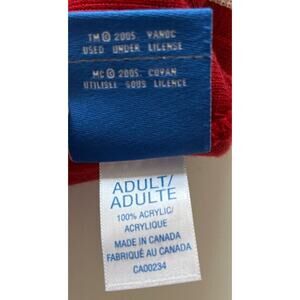 TM © 2005. VANOC
USED UNDER LICENSE
MC © 2005. COVAN
UTILISÉE SOUS LICENCE
ADULT/
ADULTE
100% ACRYLIC/
ACRYLIQUE
MADE IN CANADA
FABRIQUÉ AU CANADA
CA00234